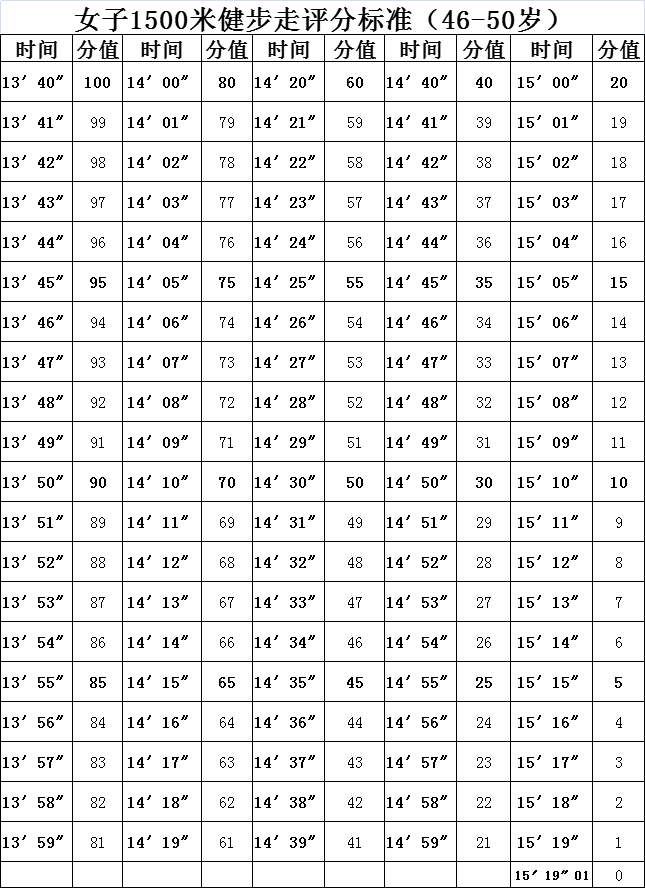 女子1500米健步走评分标准（46-50岁）
时间 分值 时间 分值 时间 分值 时间 分值 时间 分值
13′ 40″ 100 14′ 00″ 80 14′ 20″ 60 14′ 40″ 40 15′ 00″ 20
13′ 41″ 99 14′ 01″ 79 14′ 21″ 59 14′ 41″ 39 15′ 01″ 19
13′ 42″ 98 14′ 02″ 78 14′ 22″ 58 14′ 42″ 38 15′ 02″ 18
13′ 43″ 97 14′ 03″ 77 14′ 23″ 57 14′ 43″ 37 15′ 03″ 17
13′ 44″ 96 14′ 04″ 76 14′ 24″ 56 14′ 44″ 36 15′ 04″ 16
13′ 45″ 95 14′ 05″ 75 14′ 25″ 55 14′ 45″ 35 15′ 05″ 15
13′ 46″ 94 14′ 06″ 74 14′ 26″ 54 14′ 46″ 34 15′ 06″ 14
13′ 47″ 93 14′ 07″ 73 14′ 27″ 53 14′ 47″ 33 15′ 07″ 13
13′ 48″ 92 14′ 08″ 72 14′ 28″ 52 14′ 48″ 32 15′ 08″ 12
13′ 49″ 91 14′ 09″ 71 14′ 29″ 51 14′ 49″ 31 15′ 09″ 11
13′ 50″ 90 14′ 10″ 70 14′ 30″ 50 14′ 50″ 30 15′ 10″ 10
13′ 51″ 89 14′ 11″ 69 14′ 31″ 49 14′ 51″ 29 15′ 11″ 9
13′ 52″ 88 14′ 12″ 68 14′ 32″ 48 14′ 52″ 28 15′ 12″ 8
13′ 53″ 87 14′ 13″ 67 14′ 33″ 47 14′ 53″ 27 15′ 13″ 7
13′ 54″ 86 14′ 14″ 66 14′ 34″ 46 14′ 54″ 26 15′ 14″ 6
13′ 55″ 85 14′ 15″ 65 14′ 35″ 45 14′ 55″ 25 15′ 15″ 5
13′ 56″ 84 14′ 16″ 64 14′ 36″ 44 14′ 56″ 24 15′ 16″ 4
13′ 57″ 83 14′ 17″ 63 14′ 37″ 43 14′ 57″ 23 15′ 17″ 3
13′ 58″ 82 14′ 18″ 62 14′ 38″ 42 14′ 58″ 22 15′ 18″ 2
13′ 59″ 81 14′ 19″ 61 14′ 39″ 41 14′ 59″ 21 15′ 19″ 1
15′ 19″ 01 0